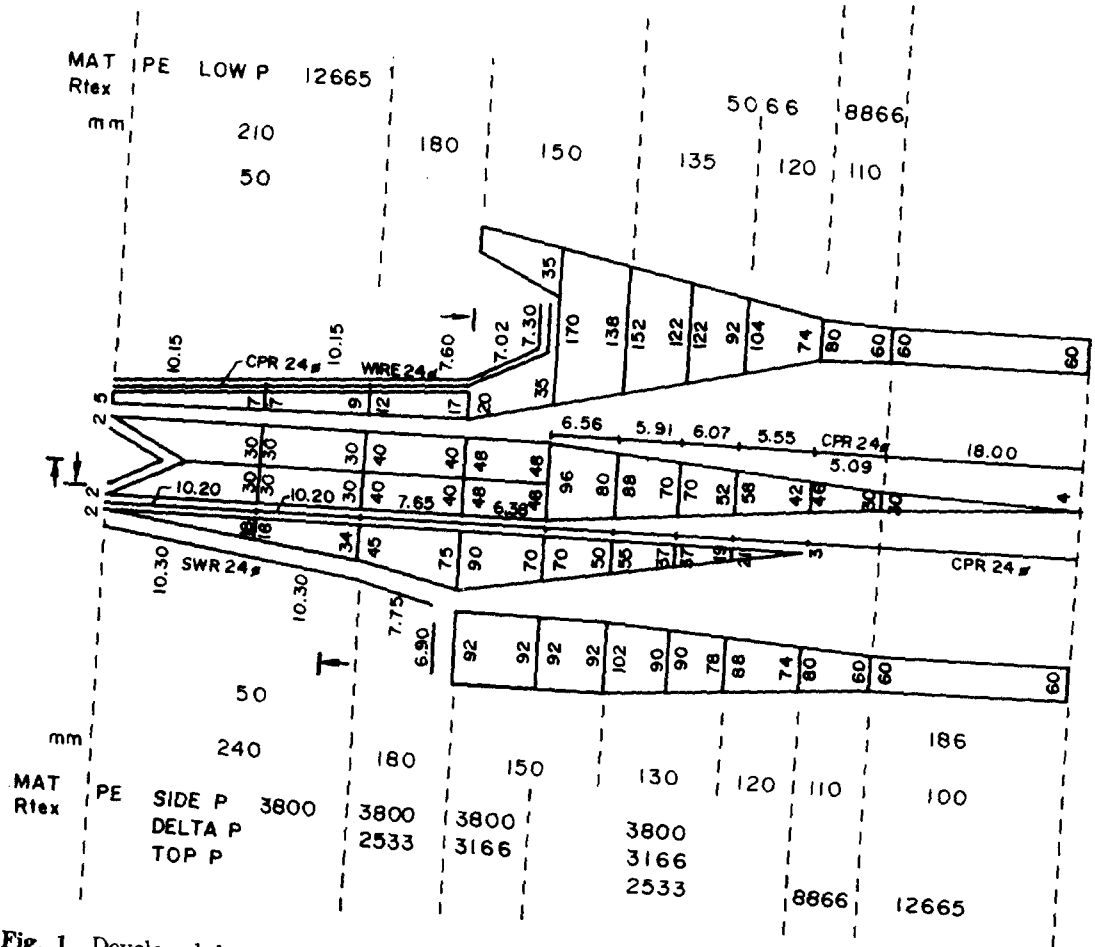 MAT PE LOW P 12665
Rtex
5066 8866
mm 210 180 150 135 120 110
50
35
10.15 10.15 7.60 7.02 7.30
170 138 152 122 122 92 104 74 80 60 60 60
CPR 24ø WIRE 24ø
5 7 7 9 12 17 20 35
2
6.56 5.91 6.07 5.55 CPR 24ø 18.00
5.09
30 30 30 40 40 48 48
96 80 88 70 70 52 58 42 46 30 30 4
30 30 30 40 40 48 48
2
10.20 10.20 7.65 6.38
2 18 18 34 45 75 90 70 70 50 55 37 37 19 21 3
SWR 24ø CPR 24ø
10.30 10.30 7.75 6.90
92 92 92 92 102 90 90 78 88 74 80 60 60 60
50 186
mm 240 180 150 130 120 110 100
MAT PE SIDE P 3800 3800 3800 3800
Rtex DELTA P 2533 3166 3166
TOP P 2533 8866 12665
Fig. 1